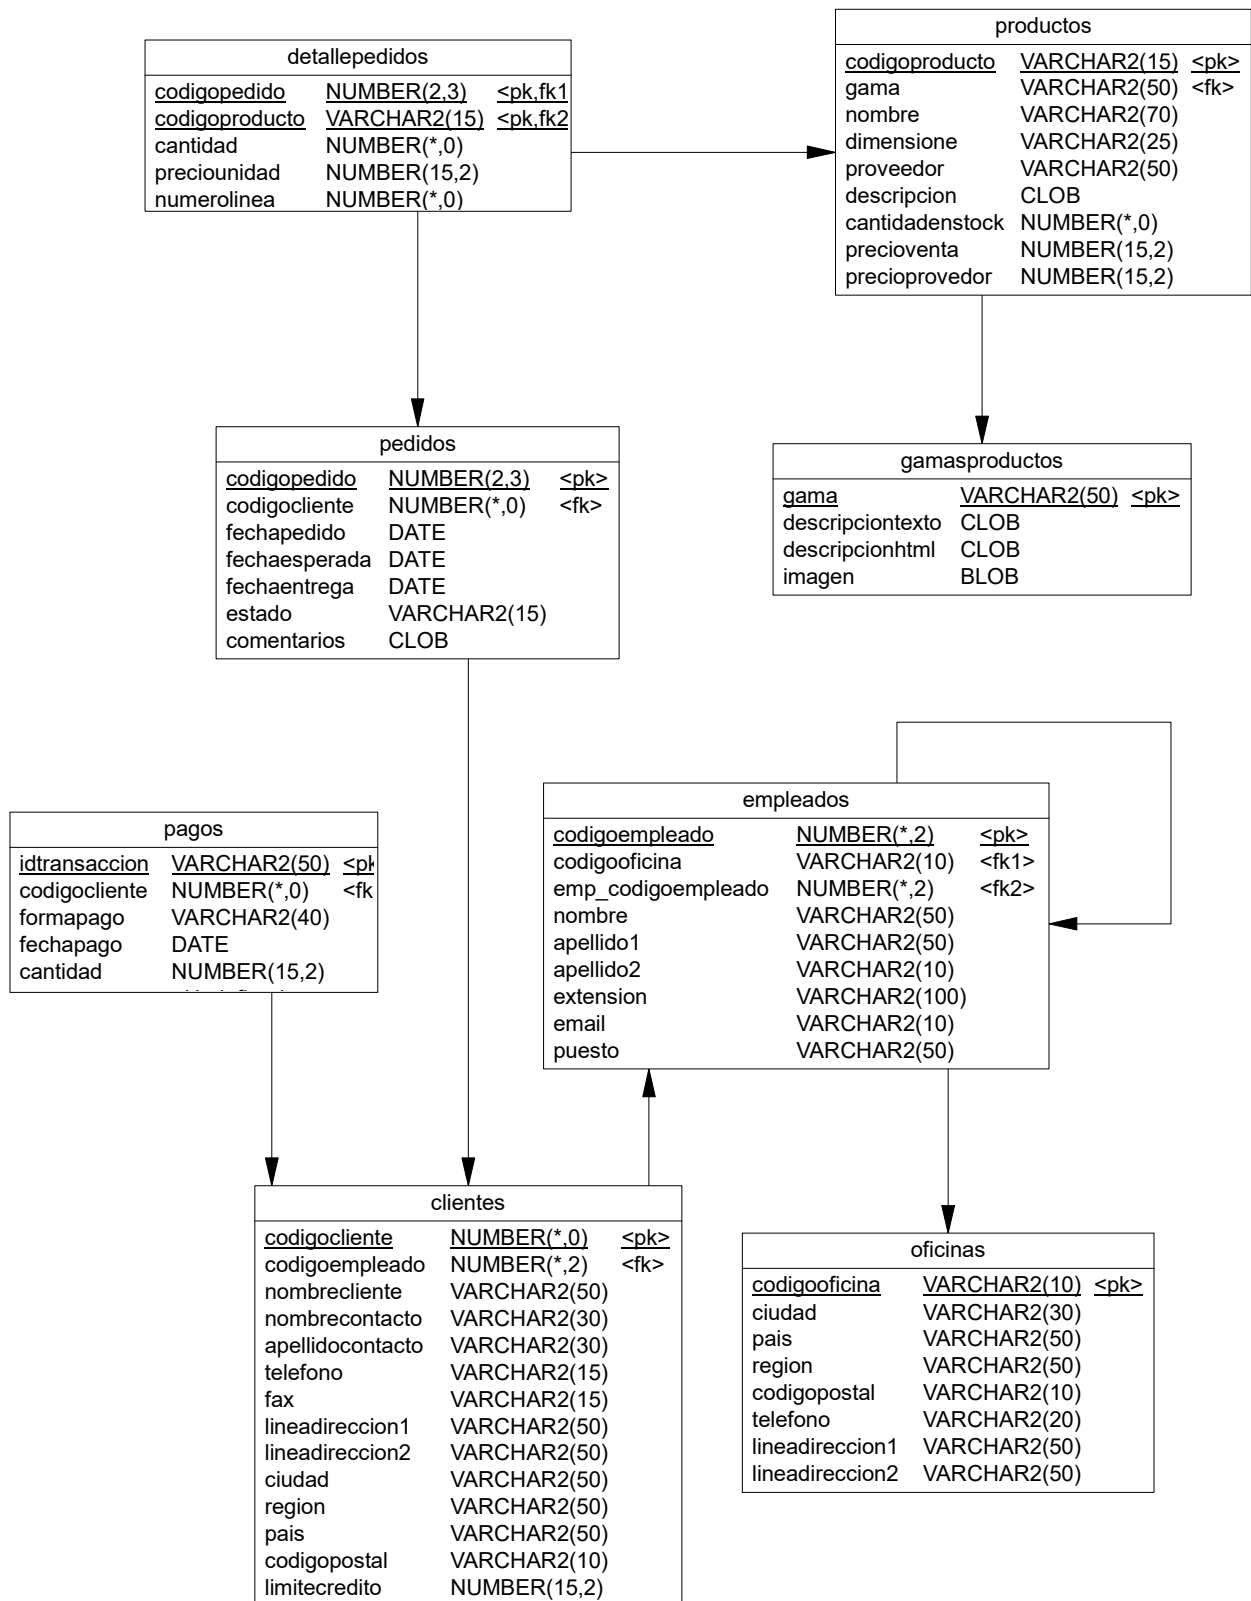 detallepedidos
codigopedido NUMBER(2,3) <pk,fk1
codigoproducto VARCHAR2(15) <pk,fk2
cantidad NUMBER(*,0)
preciounidad NUMBER(15,2)
numerolinea NUMBER(*,0)
productos
codigoproducto VARCHAR2(15) <pk>
gama VARCHAR2(50) <fk>
nombre VARCHAR2(70)
dimensione VARCHAR2(25)
proveedor VARCHAR2(50)
descripcion CLOB
cantidadenstock NUMBER(*,0)
precioventa NUMBER(15,2)
precioprovedor NUMBER(15,2)
pedidos
codigopedido NUMBER(2,3) <pk>
codigocliente NUMBER(*,0) <fk>
fechapedido DATE
fechaesperada DATE
fechaentrega DATE
estado VARCHAR2(15)
comentarios CLOB
gamasproductos
gama VARCHAR2(50) <pk>
descripciontexto CLOB
descripcionhtml CLOB
imagen BLOB
pagos
idtransaccion VARCHAR2(50) <pk
codigocliente NUMBER(*,0) <fk
formapago VARCHAR2(40)
fechapago DATE
cantidad NUMBER(15,2)
empleados
codigoempleado NUMBER(*,2) <pk>
codigooficina VARCHAR2(10) <fk1>
emp_codigoempleado NUMBER(*,2) <fk2>
nombre VARCHAR2(50)
apellido1 VARCHAR2(50)
apellido2 VARCHAR2(10)
extension VARCHAR2(100)
email VARCHAR2(10)
puesto VARCHAR2(50)
clientes
codigocliente NUMBER(*,0) <pk>
codigoempleado NUMBER(*,2) <fk>
nombrecliente VARCHAR2(50)
nombrecontacto VARCHAR2(30)
apellidocontacto VARCHAR2(30)
telefono VARCHAR2(15)
fax VARCHAR2(15)
lineadireccion1 VARCHAR2(50)
lineadireccion2 VARCHAR2(50)
ciudad VARCHAR2(50)
region VARCHAR2(50)
pais VARCHAR2(50)
codigopostal VARCHAR2(10)
limitecredito NUMBER(15,2)
oficinas
codigooficina VARCHAR2(10) <pk>
ciudad VARCHAR2(30)
pais VARCHAR2(50)
region VARCHAR2(50)
codigopostal VARCHAR2(10)
telefono VARCHAR2(20)
lineadireccion1 VARCHAR2(50)
lineadireccion2 VARCHAR2(50)